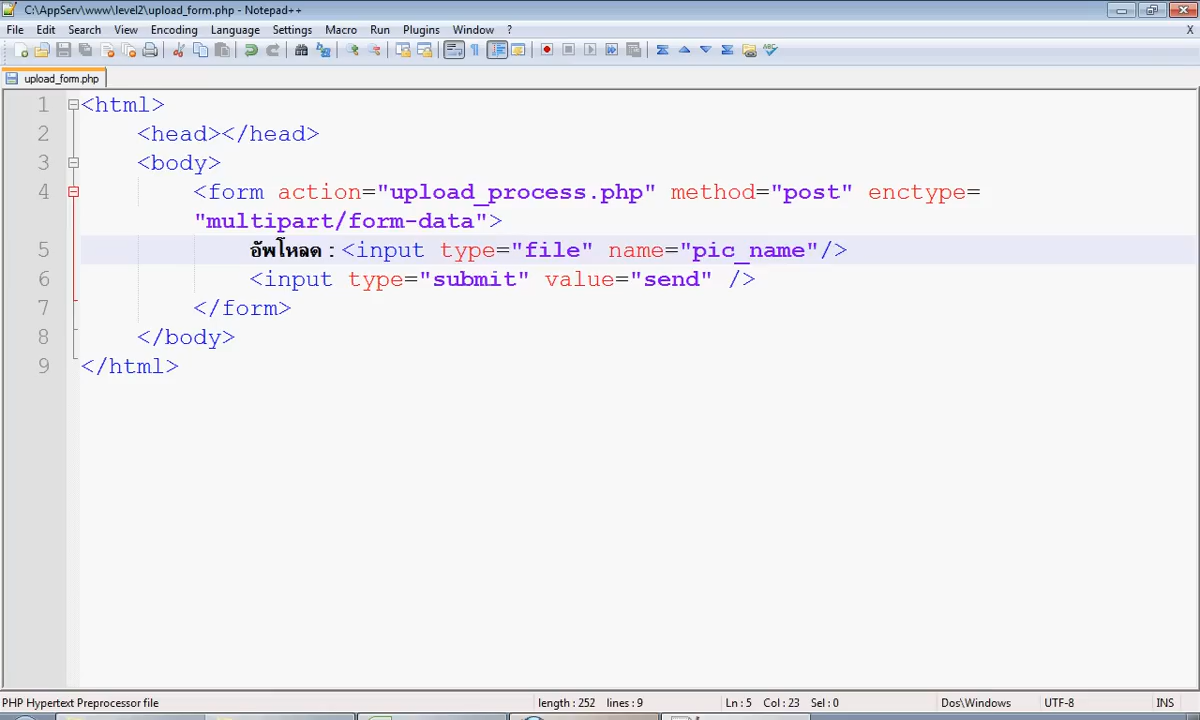 C:\AppServ\www\level2\upload_form.php - Notepad++
File Edit Search View Encoding Language Settings Macro Run Plugins Window ? X
upload_form.php
1 <html>
2 <head></head>
3 <body>
4 <form action="upload_process.php" method="post" enctype=
"multipart/form-data">
5 อัพโหลด : <input type="file" name="pic_name"/>
6 <input type="submit" value="send" />
7 </form>
8 </body>
9 </html>
PHP Hypertext Preprocessor file length : 252 lines : 9 Ln : 5 Col : 23 Sel : 0 Dos\Windows UTF-8 INS